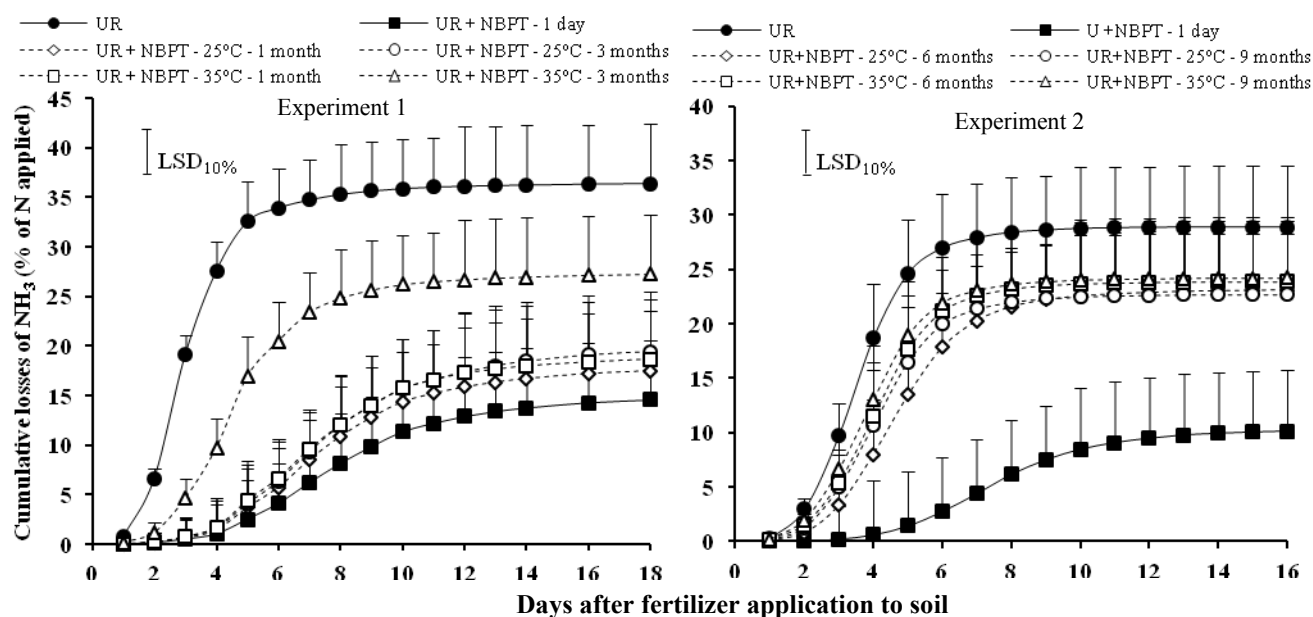 UR
UR + NBPT - 1 day
UR + NBPT - 25°C - 1 month
UR + NBPT - 25°C - 3 months
UR + NBPT - 35°C - 1 month
UR + NBPT - 35°C - 3 months
UR
U +NBPT - 1 day
UR+NBPT - 25°C - 6 months
UR+NBPT - 25°C - 9 months
UR+NBPT - 35°C - 6 months
UR+NBPT - 35°C - 9 months
Cumulative losses of NH3 (% of N applied)
45
40
35
30
25
20
15
10
5
0
Experiment 1
LSD10%
0 2 4 6 8 10 12 14 16 18
40
35
30
25
20
15
10
5
0
Experiment 2
LSD10%
0 2 4 6 8 10 12 14 16
Days after fertilizer application to soil